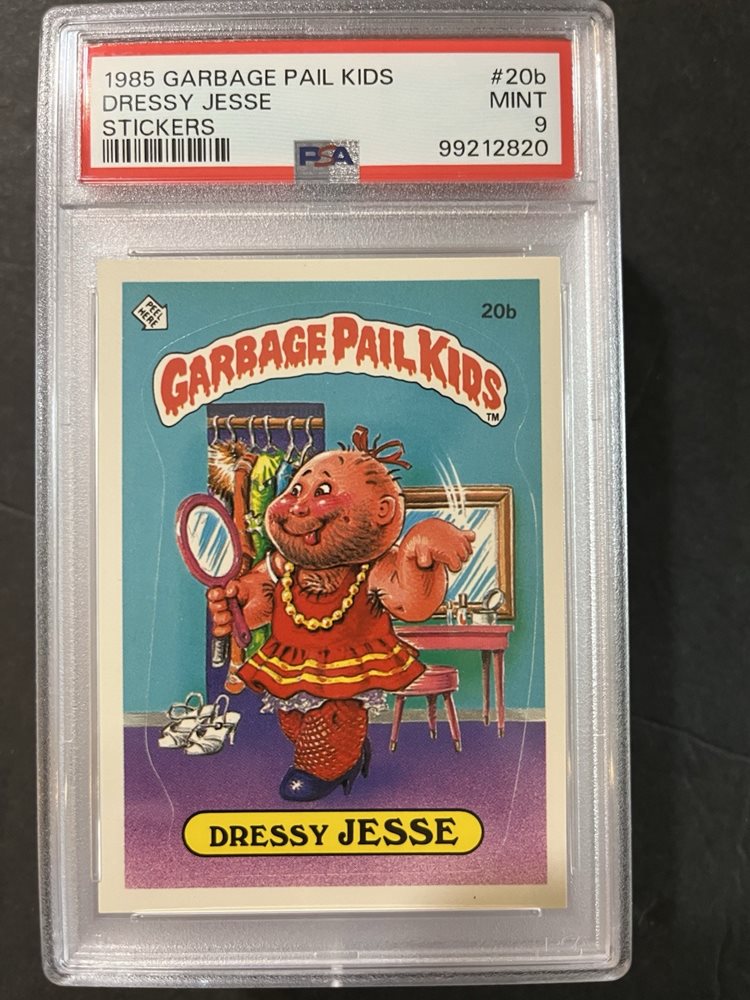 1985 GARBAGE PAIL KIDS #20b
DRESSY JESSE MINT
STICKERS 9
PSA 99212820
PEEL HERE
20b
GARBAGE PAIL KIDS TM
DRESSY JESSE